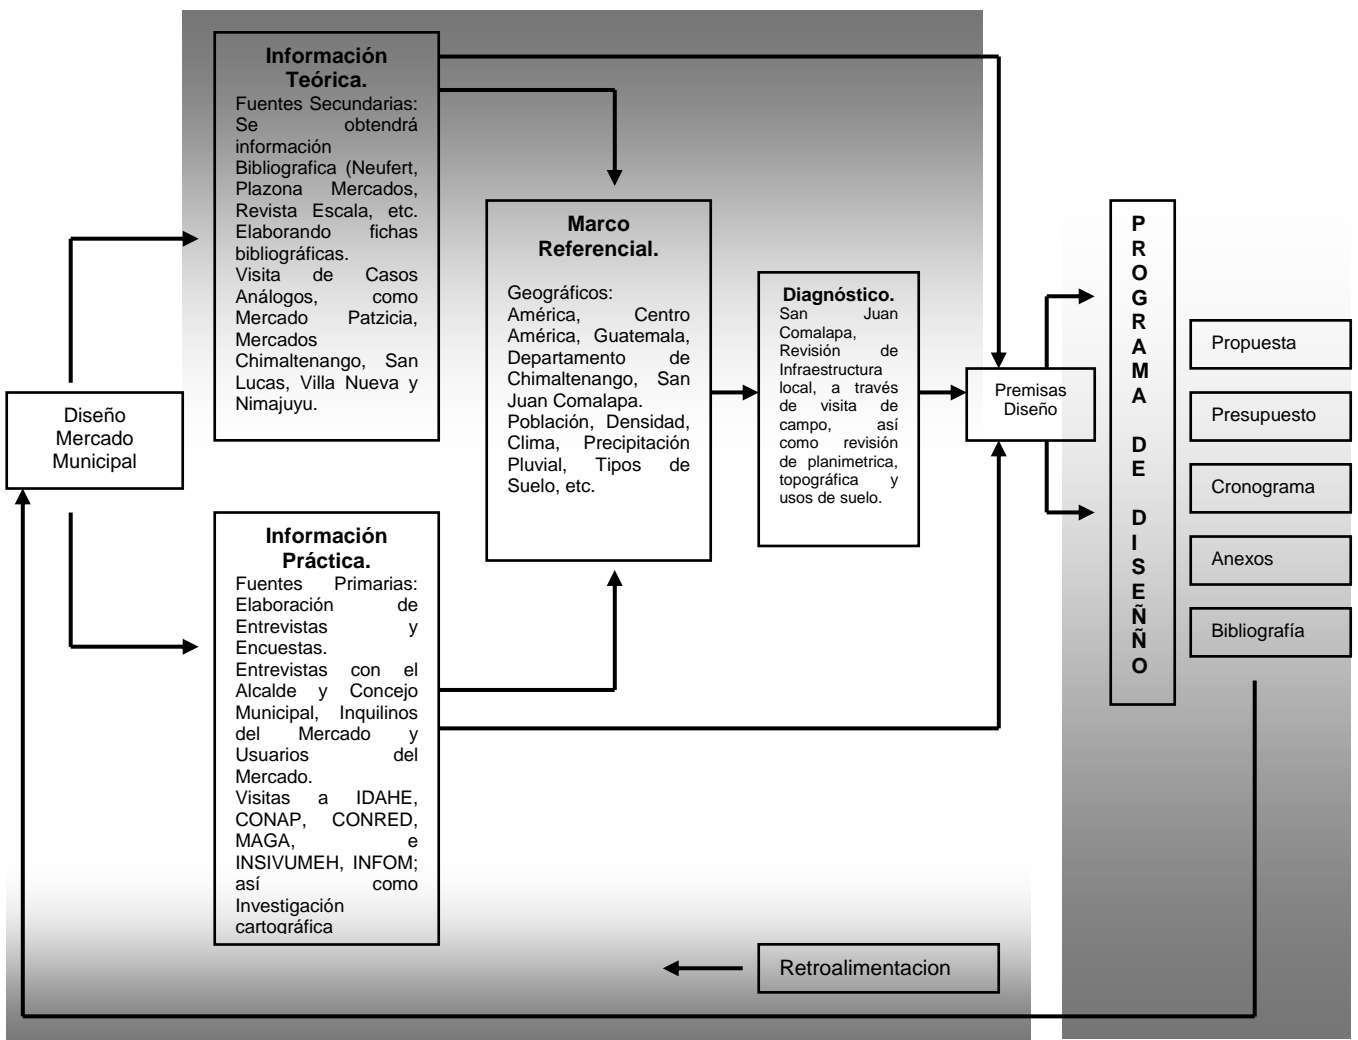 Diseño
Mercado
Municipal
Información
Teórica.
Fuentes Secundarias:
Se obtendrá
información
Bibliografica (Neufert,
Plazona Mercados,
Revista Escala, etc.
Elaborando fichas
bibliográficas.
Visita de Casos
Análogos, como
Mercado Patzicia,
Mercados
Chimaltenango, San
Lucas, Villa Nueva y
Nimajuyu.
Información
Práctica.
Fuentes Primarias:
Elaboración de
Entrevistas y
Encuestas.
Entrevistas con el
Alcalde y Concejo
Municipal, Inquilinos
del Mercado y
Usuarios del
Mercado.
Visitas a IDAHE,
CONAP, CONRED,
MAGA, e
INSIVUMEH, INFOM;
así como
Investigación
cartográfica
Marco
Referencial.
Geográficos:
América, Centro
América, Guatemala,
Departamento de
Chimaltenango, San
Juan Comalapa.
Población, Densidad,
Clima, Precipitación
Pluvial, Tipos de
Suelo, etc.
Diagnóstico.
San Juan
Comalapa,
Revisión de
Infraestructura
local, a través
de visita de
campo, así
como revisión
de planimetrica,
topográfica y
usos de suelo.
Premisas
Diseño
P
R
O
G
R
A
M
A
D
E
D
I
S
E
Ñ
Ñ
O
Propuesta
Presupuesto
Cronograma
Anexos
Bibliografía
Retroalimentacion